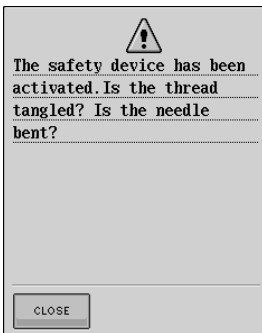 The safety device has been
activated.Is the thread
tangled? Is the needle
bent?
CLOSE